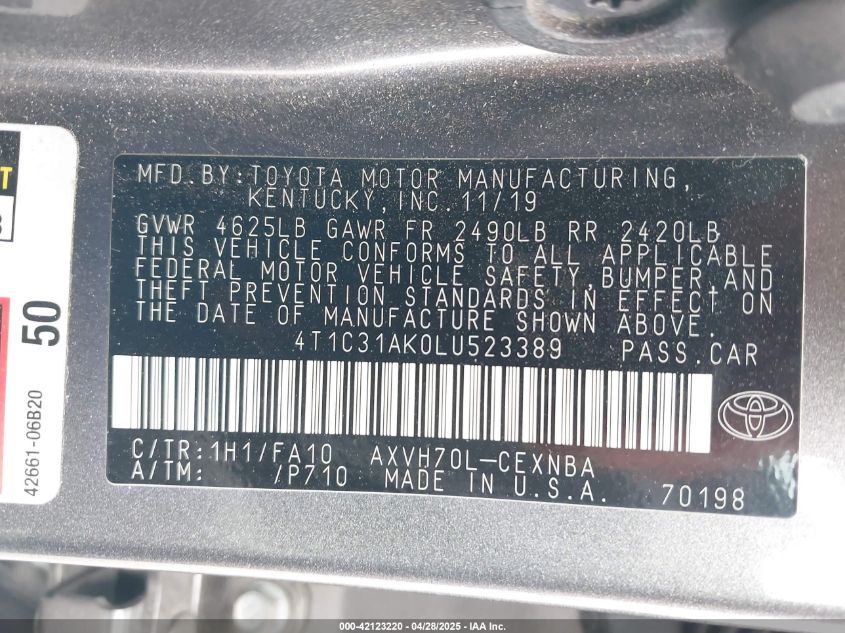 MFD.BY:TOYOTA MOTOR MANUFACTURING,
KENTUCKY,INC. 11/19
GVWR 4625LB GAWR FR 2490LB RR 2420LB
THIS VEHICLE CONFORMS TO ALL APPLICABLE
FEDERAL MOTOR VEHICLE SAFETY,BUMPER,AND
THEFT PREVENTION STANDARDS IN EFFECT ON
THE DATE OF MANUFACTURE SHOWN ABOVE.
4T1C31AK0LU523389 PASS.CAR
C/TR:1H1/FA10 AXVH70L-CEXNBA
A/TM: /P710 MADE IN U.S.A. 70198
50
42661-06B20
000-42123220 | 04/28/2025 - IAA Inc.